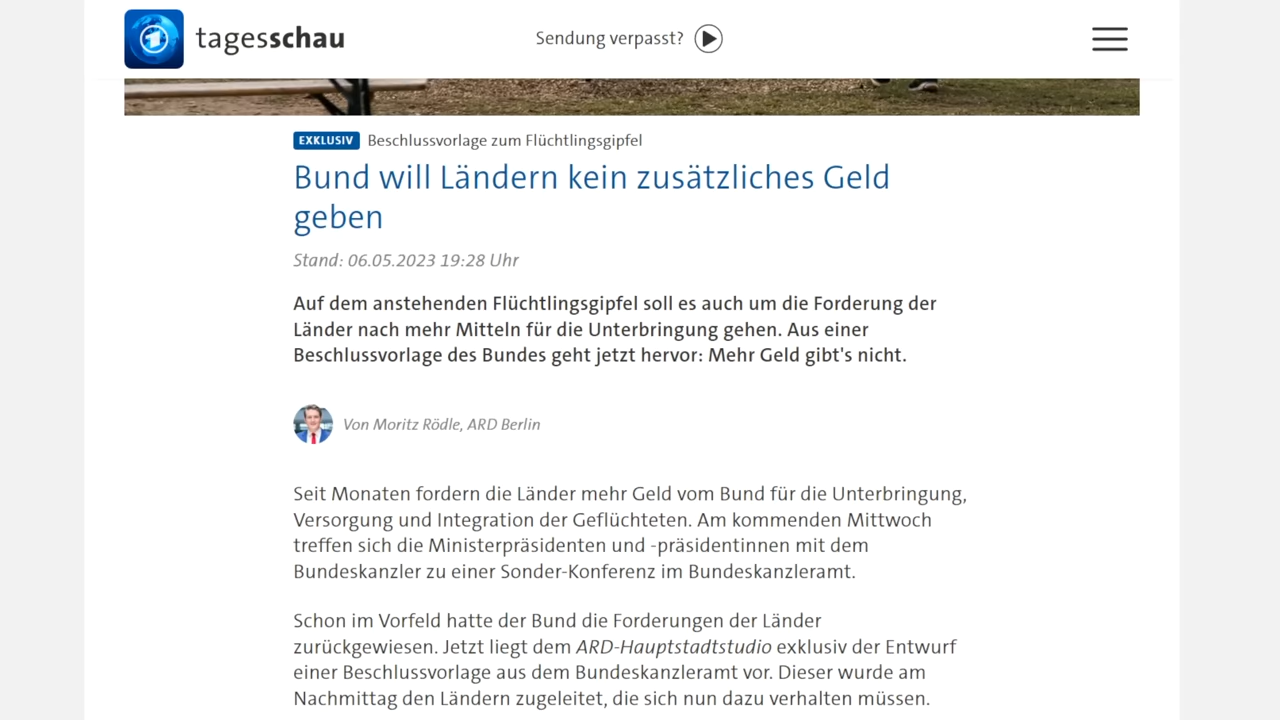 tagesschau
Sendung verpasst?
EXKLUSIV Beschlussvorlage zum Flüchtlingsgipfel
Bund will Ländern kein zusätzliches Geld
geben
Stand: 06.05.2023 19:28 Uhr
Auf dem anstehenden Flüchtlingsgipfel soll es auch um die Forderung der
Länder nach mehr Mitteln für die Unterbringung gehen. Aus einer
Beschlussvorlage des Bundes geht jetzt hervor: Mehr Geld gibt's nicht.
Von Moritz Rödle, ARD Berlin
Seit Monaten fordern die Länder mehr Geld vom Bund für die Unterbringung,
Versorgung und Integration der Geflüchteten. Am kommenden Mittwoch
treffen sich die Ministerpräsidenten und -präsidentinnen mit dem
Bundeskanzler zu einer Sonder-Konferenz im Bundeskanzleramt.
Schon im Vorfeld hatte der Bund die Forderungen der Länder
zurückgewiesen. Jetzt liegt dem ARD-Hauptstadtstudio exklusiv der Entwurf
einer Beschlussvorlage aus dem Bundeskanzleramt vor. Dieser wurde am
Nachmittag den Ländern zugeleitet, die sich nun dazu verhalten müssen.